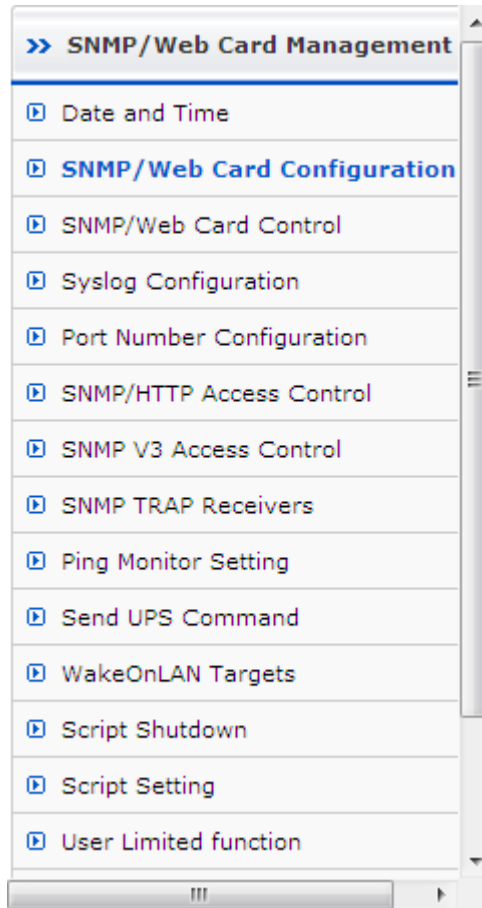 SNMP/Web Card Management
Date and Time
SNMP/Web Card Configuration
SNMP/Web Card Control
Syslog Configuration
Port Number Configuration
SNMP/HTTP Access Control
SNMP V3 Access Control
SNMP TRAP Receivers
Ping Monitor Setting
Send UPS Command
WakeOnLAN Targets
Script Shutdown
Script Setting
User Limited function